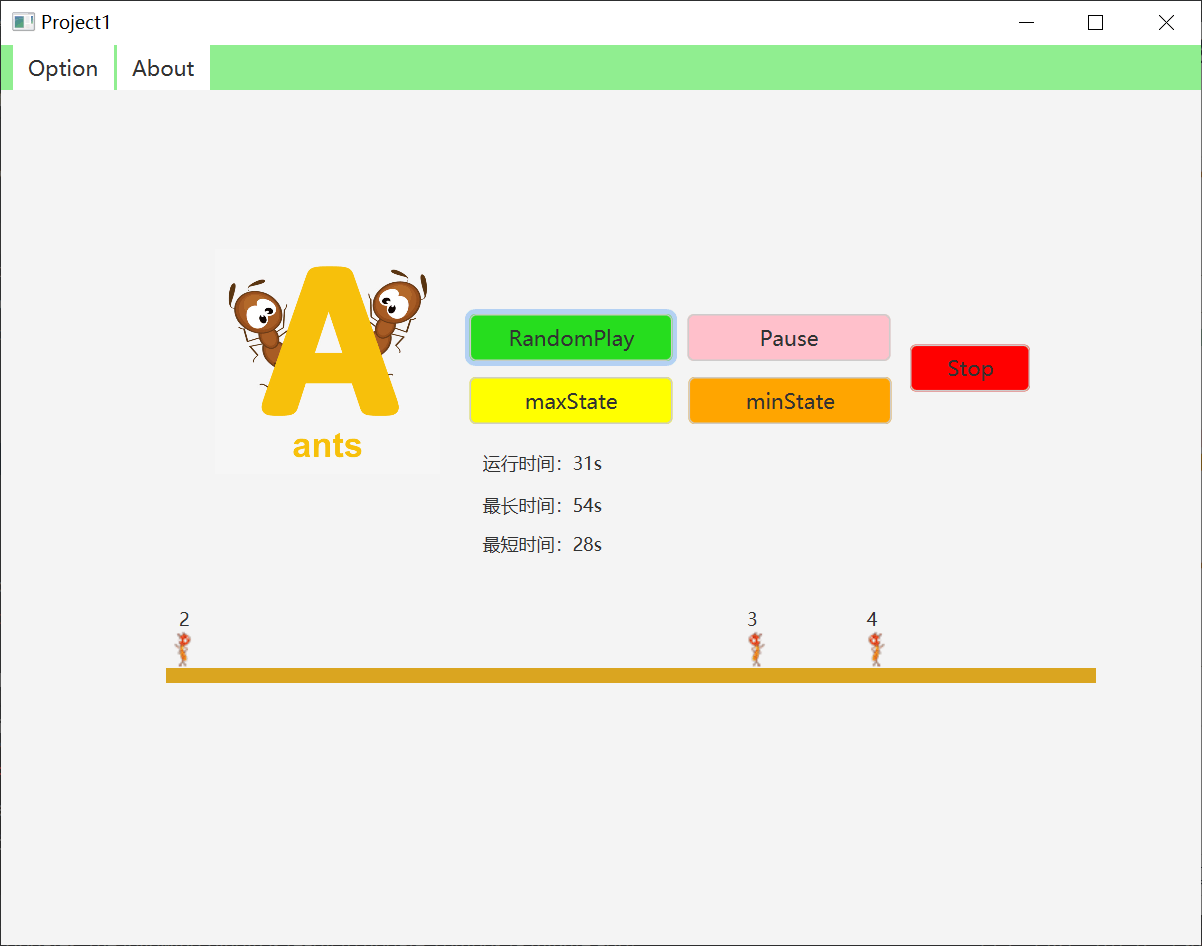 Project1
Option About
A
ants
RandomPlay Pause
Stop
maxState minState
运行时间：31s
最长时间：54s
最短时间：28s
2 3 4